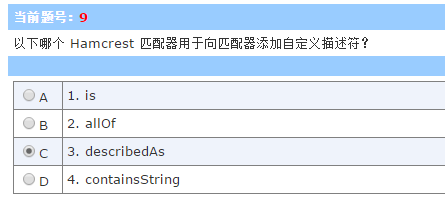 当前题号：9
以下哪个 Hamcrest 匹配器用于向匹配器添加自定义描述符?
A 1. is
B 2. allOf
C 3. describedAs
D 4. containsString